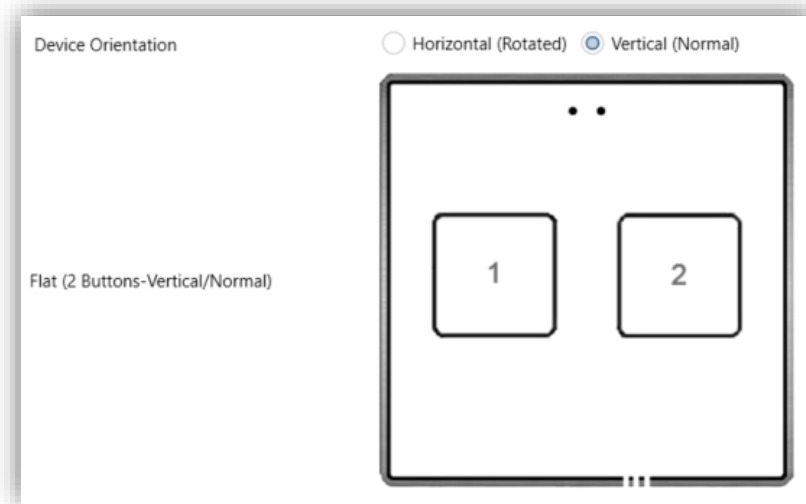 Device Orientation
Horizontal (Rotated) Vertical (Normal)
1 2
Flat (2 Buttons-Vertical/Normal)